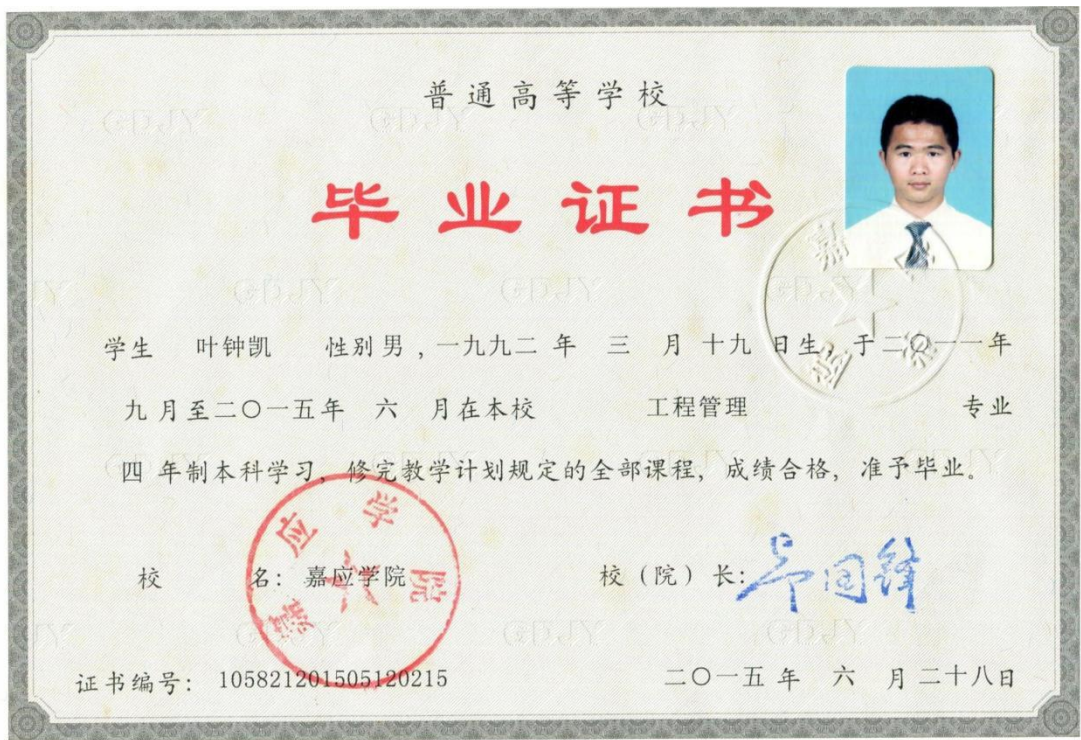 普通高等学校
毕业证书
学生 叶钟凯 性别 男 , 一九九二 年 三 月 十九 日生, 于二〇一一年
九 月至二〇一五年 六 月在本校 工程管理 专业
四 年制本科学习, 修完教学计划规定的全部课程, 成绩合格, 准予毕业。
校 名: 嘉应学院
校（院）长:
嘉应学院
证书编号: 105821201505120215
二〇一五 年 六 月 二十八日
GDJY